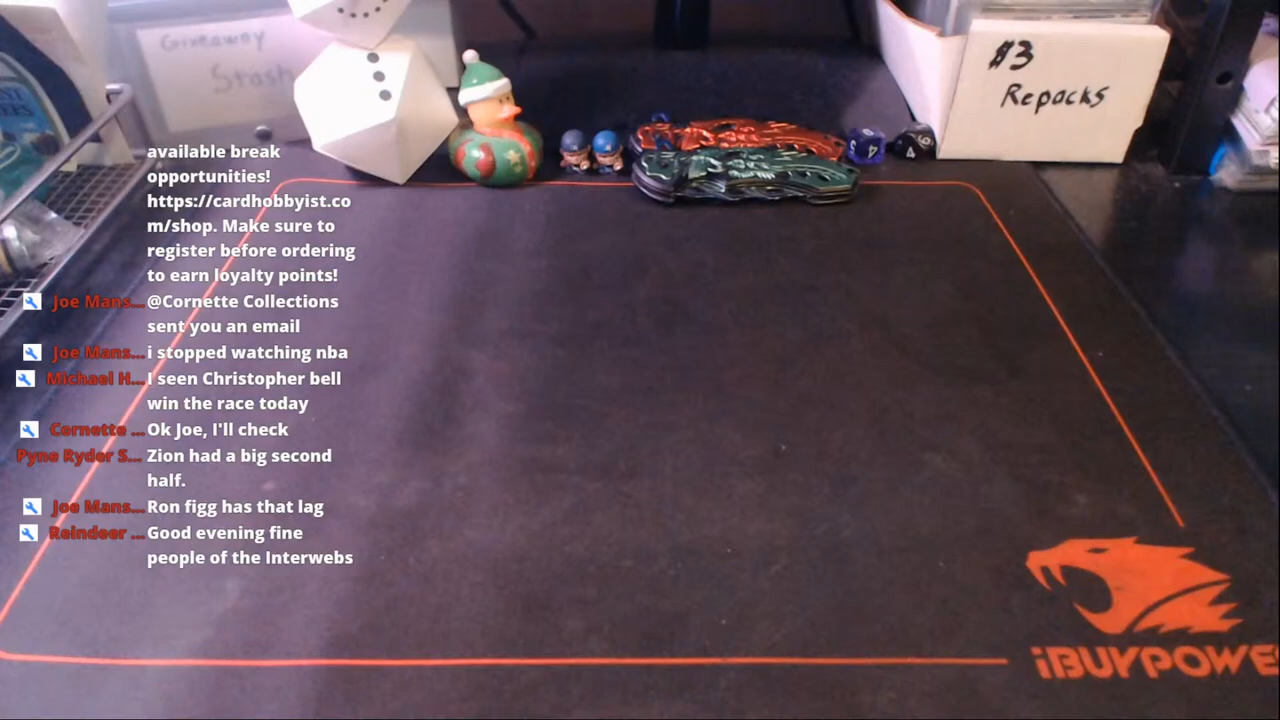 Giveaway
Stash
#3
Repacks
available break
opportunities!
https://cardhobbyist.co
m/shop. Make sure to
register before ordering
to earn loyalty points!
Joe Mans... @Cornette Collections
sent you an email
Joe Mans... i stopped watching nba
Michael H... I seen Christopher bell
win the race today
Cornette ... Ok Joe, I'll check
Pyne Ryder S... Zion had a big second
half.
Joe Mans... Ron figg has that lag
Reindeer ... Good evening fine
people of the Interwebs
iBUYPOWE